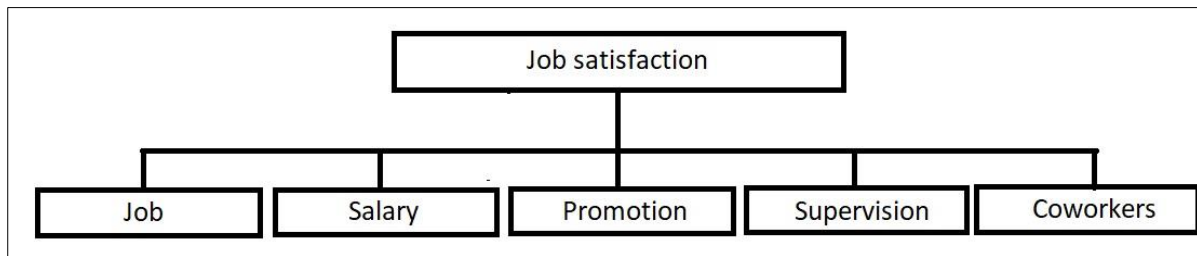 Job satisfaction
Job
Salary
Promotion
Supervision
Coworkers